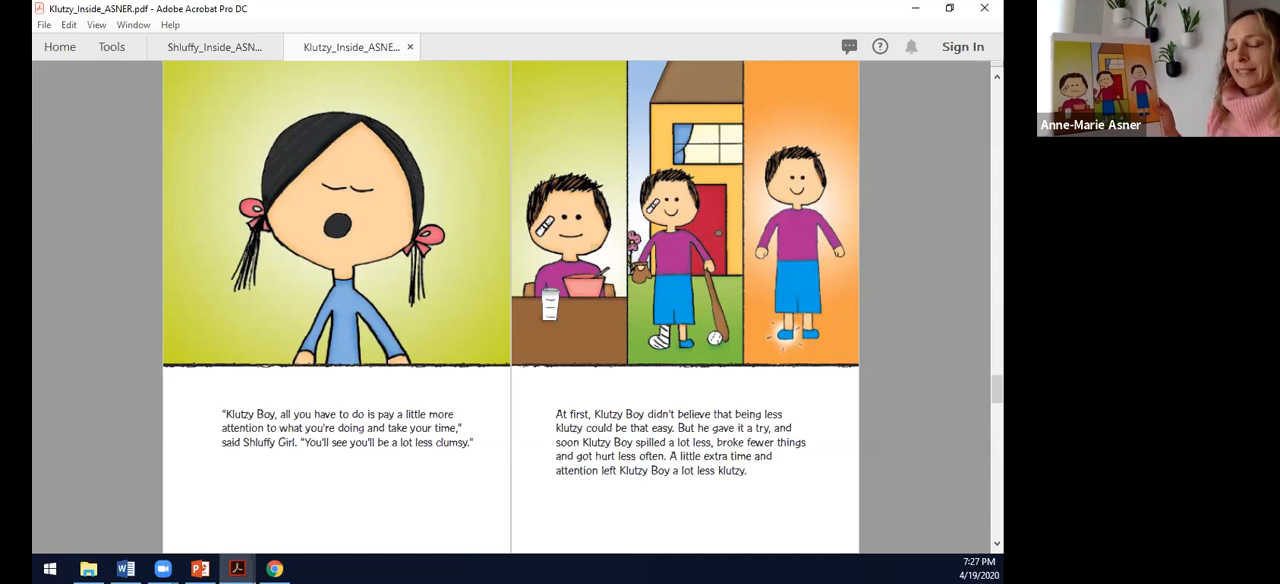 Klutzy_Inside_ASNER.pdf - Adobe Acrobat Pro DC
File Edit View Window Help
Home Tools Shluffy_Inside_ASN... Klutzy_Inside_ASNE... × Sign In
Anne-Marie Asner
"Klutzy Boy, all you have to do is pay a little more
attention to what you're doing and take your time,"
said Shluffy Girl. "You'll see you'll be a lot less clumsy."
At first, Klutzy Boy didn't believe that being less
klutzy could be that easy. But he gave it a try, and
soon Klutzy Boy spilled a lot less, broke fewer things
and got hurt less often. A little extra time and
attention left Klutzy Boy a lot less klutzy.
7:27 PM
4/19/2020